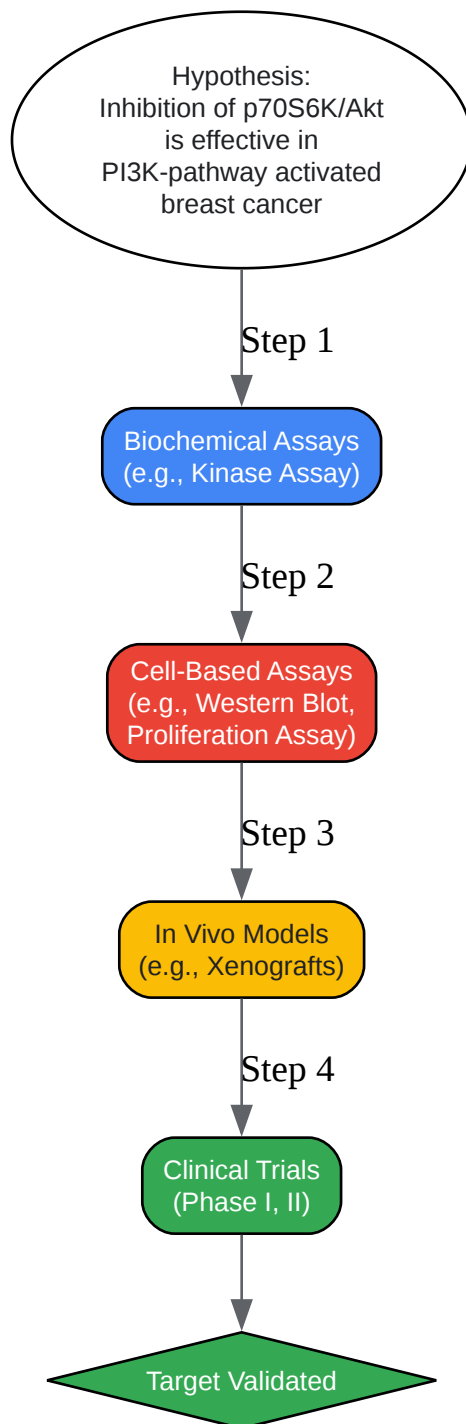 Hypothesis:
Inhibition of p70S6K/Akt
is effective in
PI3K-pathway activated
breast cancer
Step 1
Biochemical Assays
(e.g., Kinase Assay)
Step 2
Cell-Based Assays
(e.g., Western Blot,
Proliferation Assay)
Step 3
In Vivo Models
(e.g., Xenografts)
Step 4
Clinical Trials
(Phase I, II)
Target Validated